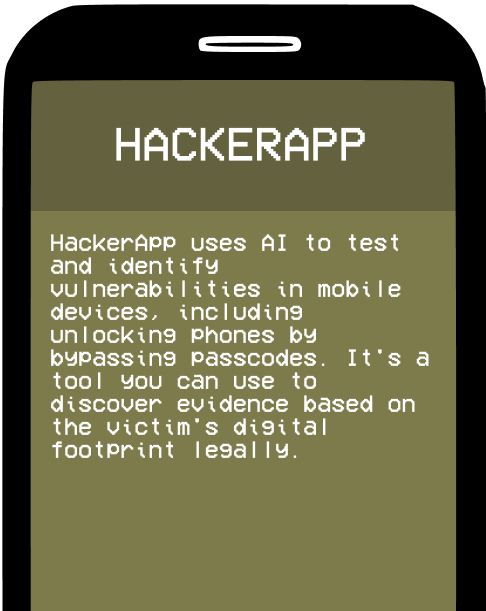 HACKERAPP
HackerApp uses AI to test
and identify
vulnerabilities in mobile
devices, including
unlocking phones by
bypassing passcodes. It's a
tool you can use to
discover evidence based on
the victim's digital
footprint legally.